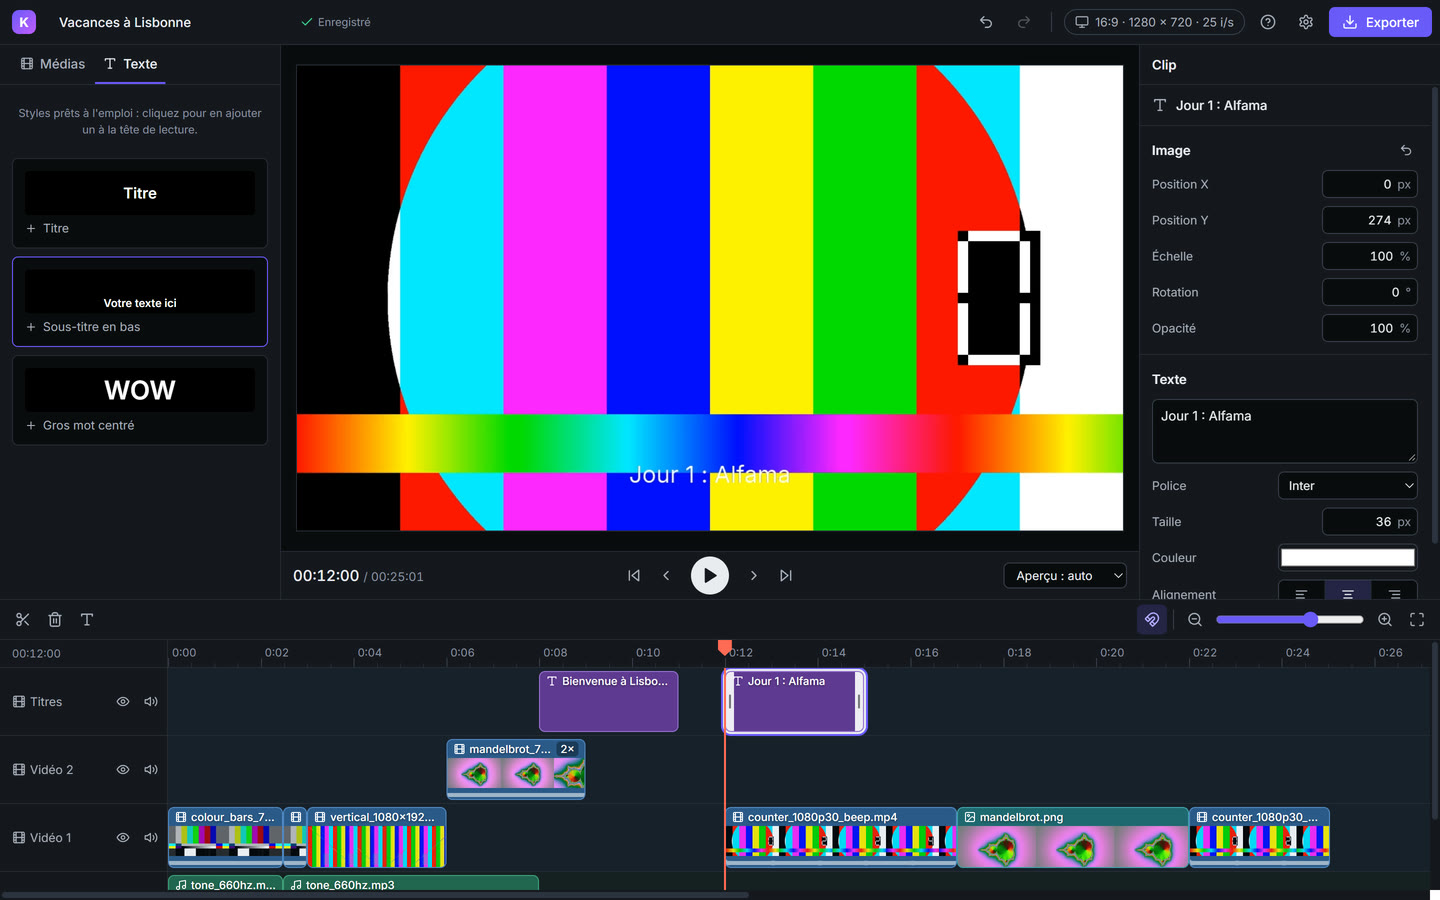 K
Vacances à Lisbonne
Enregistré
16:9 · 1280 × 720 · 25 i/s
Exporter
Médias
Texte
Styles prêts à l'emploi : cliquez pour en ajouter
un à la tête de lecture.
Titre
+ Titre
Votre texte ici
+ Sous-titre en bas
WOW
+ Gros mot centré
0
Jour 1 : Alfama
00:12:00 / 00:25:01
Aperçu : auto
Clip
Jour 1 : Alfama
Image
Position X
0 px
Position Y
274 px
Échelle
100 %
Rotation
0 °
Opacité
100 %
Texte
Jour 1 : Alfama
Police
Inter
Taille
36 px
Couleur
Alignement
00:12:00
0:00
0:02
0:04
0:06
0:08
0:10
0:12
0:14
0:16
0:18
0:20
0:22
0:24
0:26
Titres
Bienvenue à Lisbo...
Jour 1 : Alfama
Vidéo 2
mandelbrot_7...
2×
Vidéo 1
colour_bars_7...
vertical_1080×192...
counter_1080p30_beep.mp4
mandelbrot.png
counter_1080p30_...
tone_660hz.m...
tone_660hz.mp3